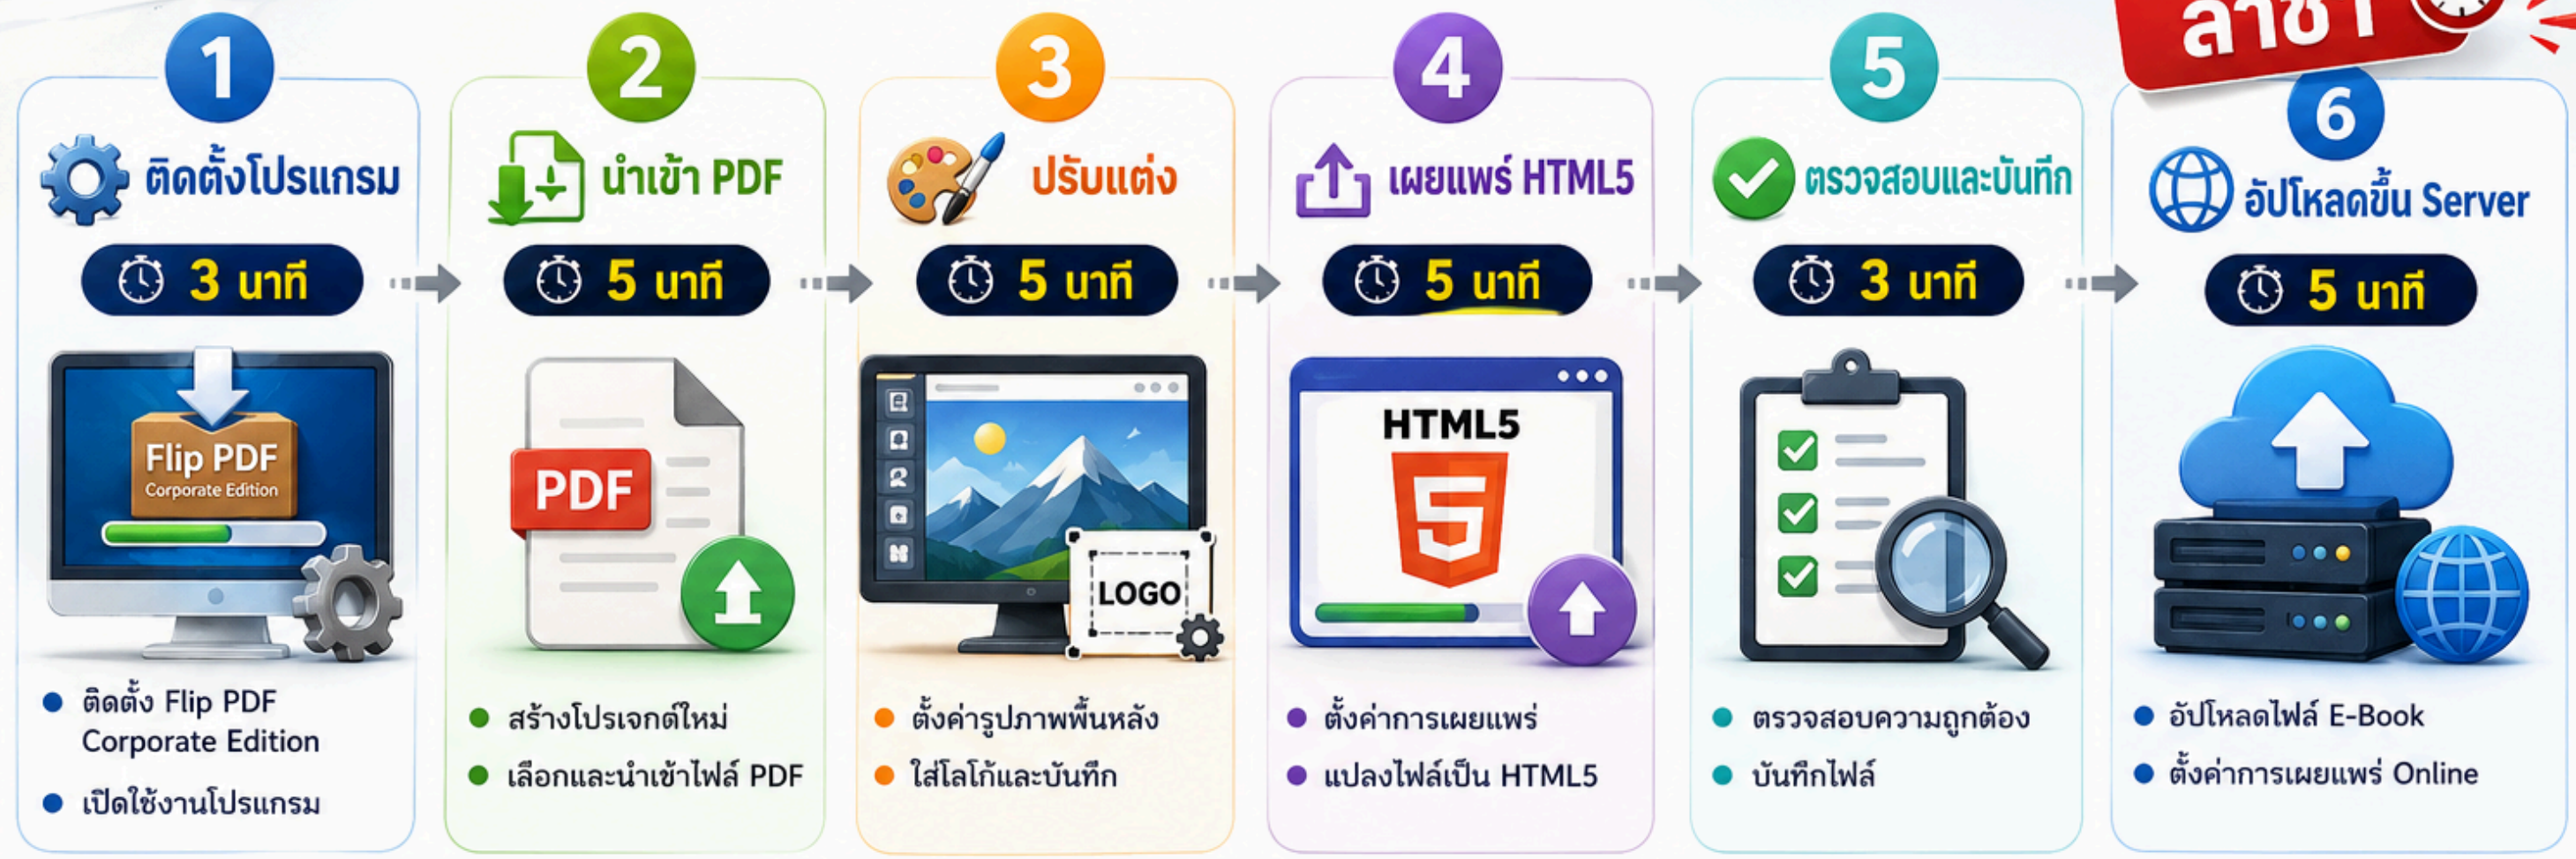 ล่าช้า
1
ติดตั้งโปรแกรม
3 นาที
Flip PDF
Corporate Edition
ติดตั้ง Flip PDF
Corporate Edition
เปิดใช้งานโปรแกรม
2
นำเข้า PDF
5 นาที
PDF
สร้างโปรเจกต์ใหม่
เลือกและนำเข้าไฟล์ PDF
3
ปรับแต่ง
5 นาที
LOGO
ตั้งค่ารูปภาพพื้นหลัง
ใส่โลโก้และบันทึก
4
เผยแพร่ HTML5
5 นาที
HTML5
5
ตั้งค่าการเผยแพร่
แปลงไฟล์เป็น HTML5
5
ตรวจสอบและบันทึก
3 นาที
ตรวจสอบความถูกต้อง
บันทึกไฟล์
6
อัปโหลดขึ้น Server
5 นาที
อัปโหลดไฟล์ E-Book
ตั้งค่าการเผยแพร่ Online